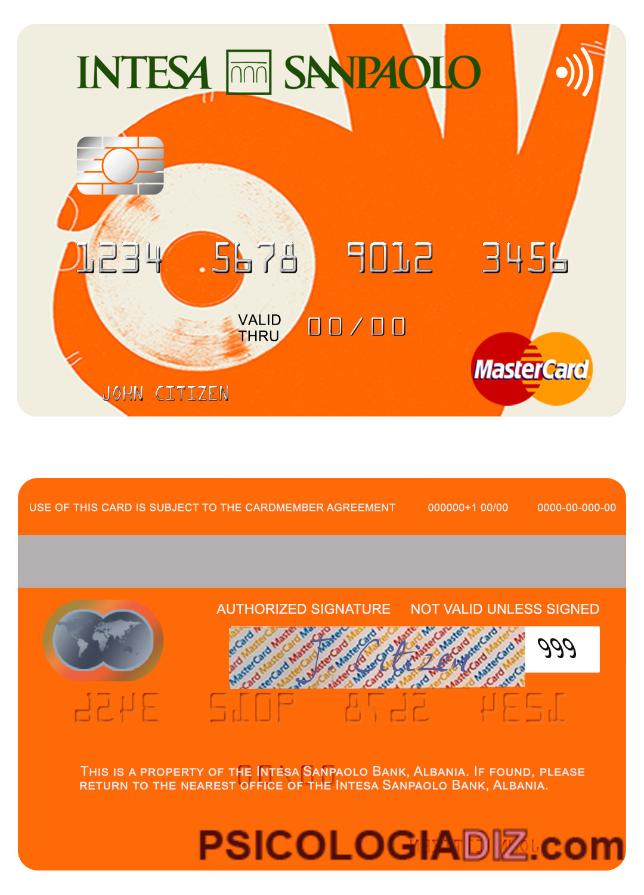 INTESA SANPAOLO
1234 5678 9012 3456
VALID
THRU 00/00
JOHN CITIZEN
MasterCard
USE OF THIS CARD IS SUBJECT TO THE CARDMEMBER AGREEMENT 000000+1 00/00 0000-00-000-00
AUTHORIZED SIGNATURE NOT VALID UNLESS SIGNED
J. Citizen 999
THIS IS A PROPERTY OF THE INTESA SANPAOLO BANK, ALBANIA. IF FOUND, PLEASE
RETURN TO THE NEAREST OFFICE OF THE INTESA SANPAOLO BANK, ALBANIA.
PSICOLOGIADIZ.com